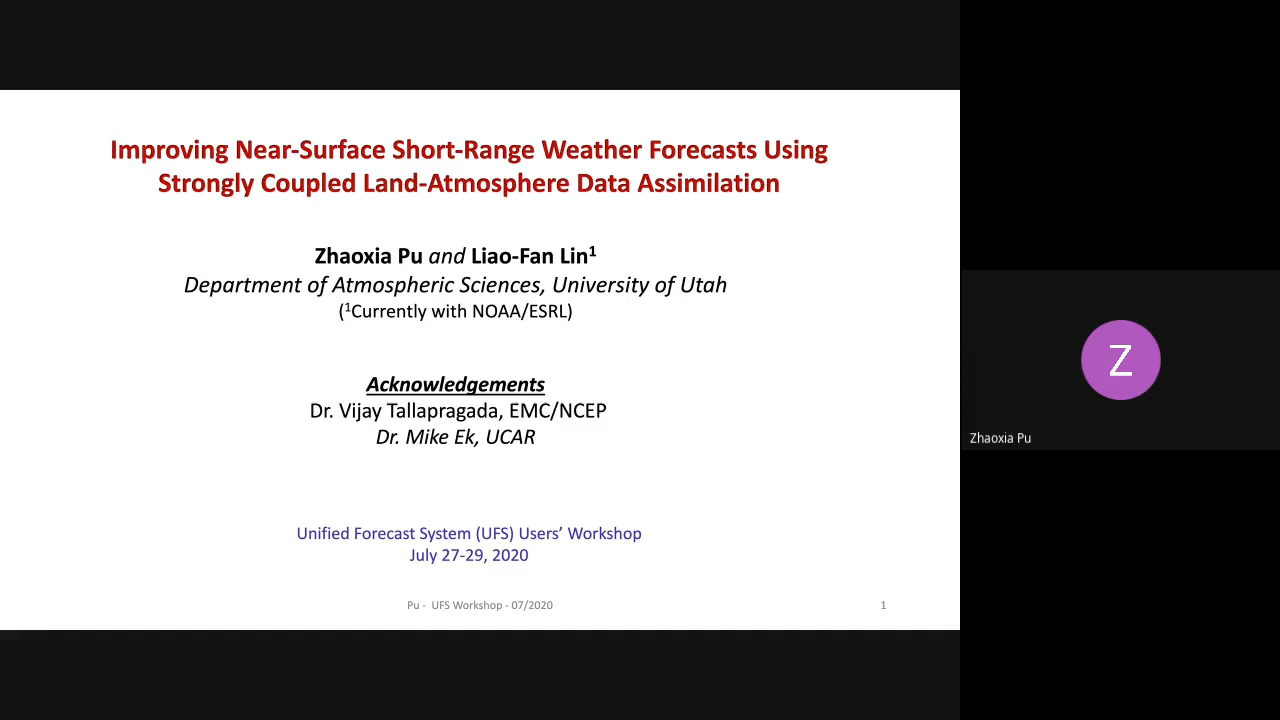 Improving Near-Surface Short-Range Weather Forecasts Using
Strongly Coupled Land-Atmosphere Data Assimilation
Zhaoxia Pu and Liao-Fan Lin¹
Department of Atmospheric Sciences, University of Utah
(¹Currently with NOAA/ESRL)
Acknowledgements
Dr. Vijay Tallapragada, EMC/NCEP
Dr. Mike Ek, UCAR
Unified Forecast System (UFS) Users’ Workshop
July 27-29, 2020
Pu - UFS Workshop - 07/2020
1
Z
Zhaoxia Pu